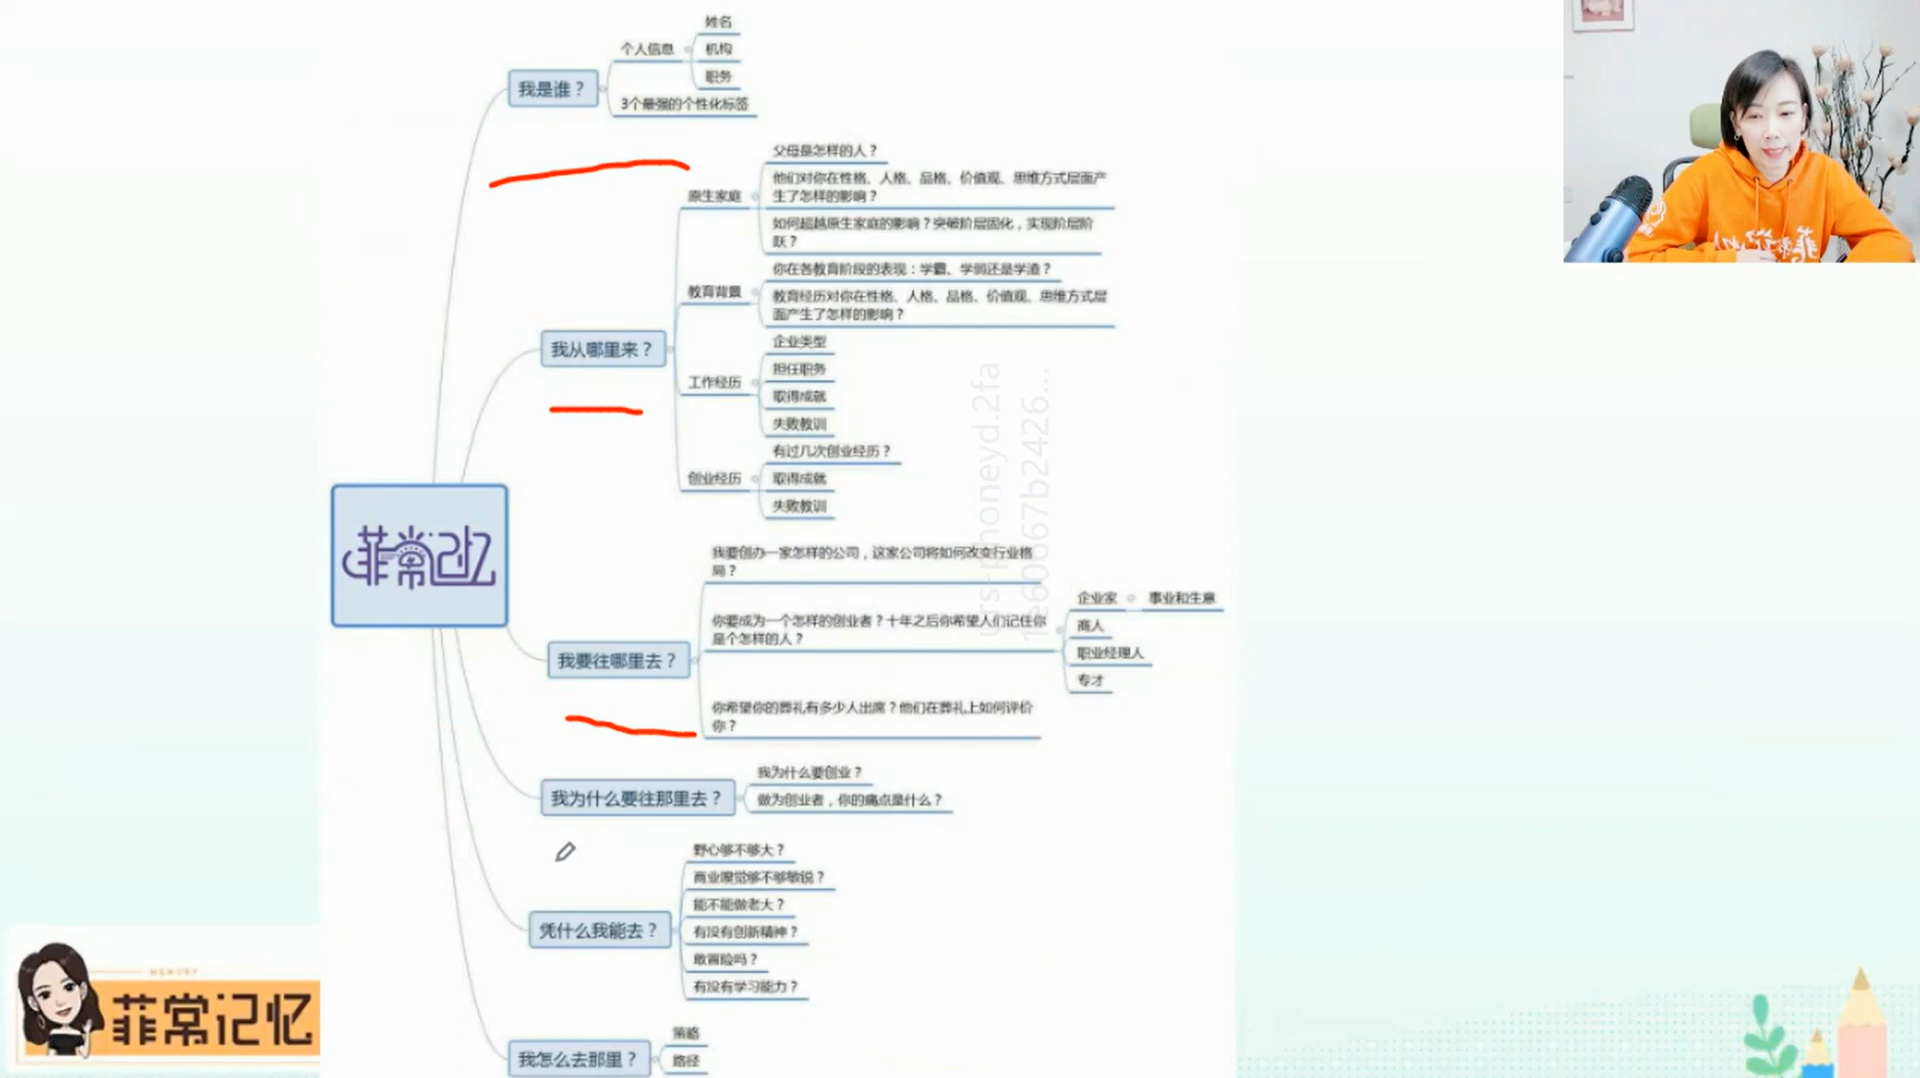 姓名
个人信息
机构
职务
我是谁？
3个最强的个性化标签
父母是怎样的人？
他们对你在性格、人格、品格、价值观、思维方式层面产
生了怎样的影响？
原生家庭
如何超越原生家庭的影响？突破阶层固化，实现阶层阶
跃？
你在各教育阶段的表现：学霸、学弱还是学渣？
教育背景
教育经历对你在性格、人格、品格、价值观、思维方式层
面产生了怎样的影响？
我从哪里来？
企业类型
担任职务
工作经历
取得成就
失败教训
有过几次创业经历？
创业经历
取得成就
失败教训
菲常记忆
我要创办一家怎样的公司，这家公司将如何改变行业格
局？
你要成为一个怎样的创业者？十年之后你希望人们记住你
是个怎样的人？
企业家
事业和生意
商人
职业经理人
专才
我要往哪里去？
你希望你的葬礼有多少人出席？他们在葬礼上如何评价
你？
我为什么要往那里去？
我为什么要创业？
做为创业者，你的痛点是什么？
野心够不够大？
商业嗅觉够不够敏锐？
能不能做老大？
凭什么我能去？
有没有创新精神？
敢冒险吗？
有没有学习能力？
我怎么去那里？
策略
路径
MEMORY
菲常记忆